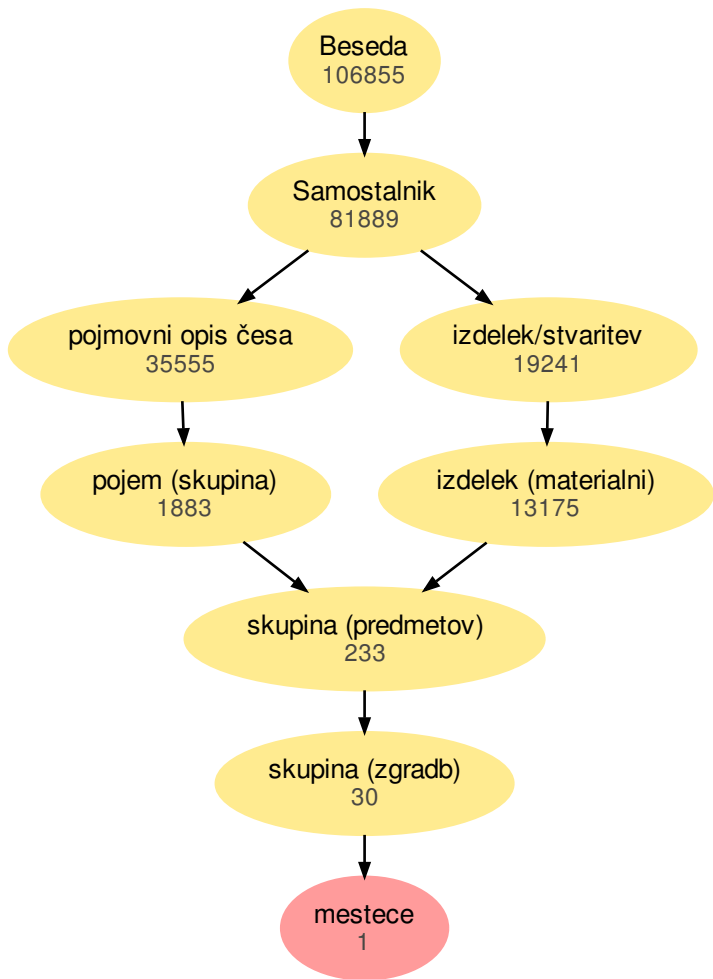 Beseda
106855
Samostalnik
81889
pojmovni opis česa
35555
izdelek/stvaritev
19241
pojem (skupina)
1883
izdelek (materialni)
13175
skupina (predmetov)
233
skupina (zgradb)
30
mestece
1